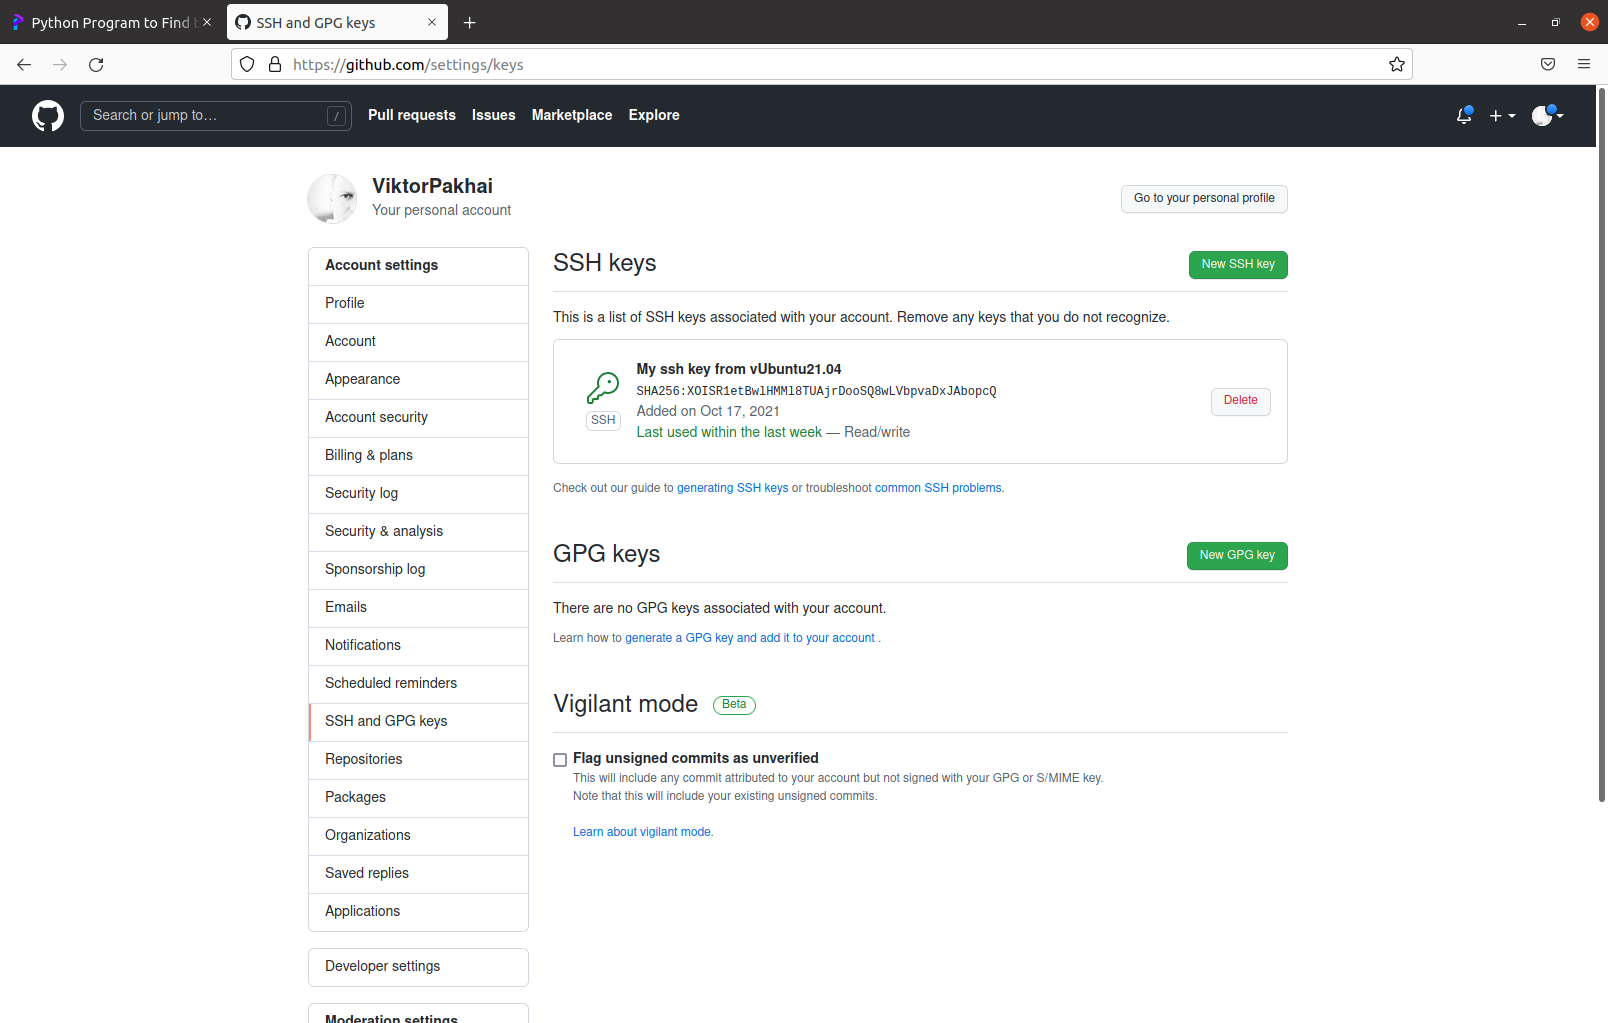 Python Program to Find t
SSH and GPG keys
https://github.com/settings/keys
Search or jump to…
/
Pull requests
Issues
Marketplace
Explore
ViktorPakhai
Your personal account
Go to your personal profile
Account settings
Profile
Account
Appearance
Account security
Billing & plans
Security log
Security & analysis
Sponsorship log
Emails
Notifications
Scheduled reminders
SSH and GPG keys
Repositories
Packages
Organizations
Saved replies
Applications
Developer settings
Moderation settings
SSH keys
New SSH key
This is a list of SSH keys associated with your account. Remove any keys that you do not recognize.
My ssh key from vUbuntu21.04
SHA256:XOISR1etBwlHMMl8TUAjrDooSQ8wLVbpvaDxJAbopcQ
Added on Oct 17, 2021
Last used within the last week — Read/write
SSH
Delete
Check out our guide to generating SSH keys or troubleshoot common SSH problems.
GPG keys
New GPG key
There are no GPG keys associated with your account.
Learn how to generate a GPG key and add it to your account .
Vigilant mode
Beta
Flag unsigned commits as unverified
This will include any commit attributed to your account but not signed with your GPG or S/MIME key.
Note that this will include your existing unsigned commits.
Learn about vigilant mode.